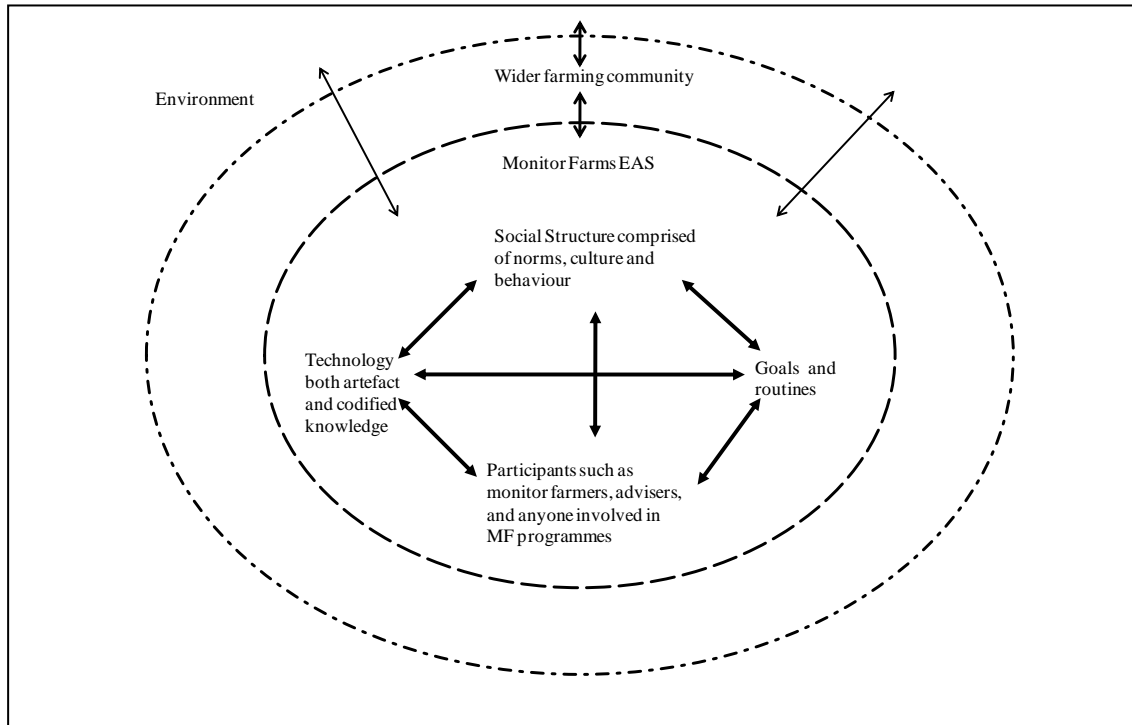 Wider farming community
Environment
Monitor Farms EAS
Social Structure comprised
of norms, culture and
behaviour
Technology
both artefact
and codified
knowledge
Goals and
routines
Participants such as
monitor farmers, advisers,
and anyone involved in
MF programmes